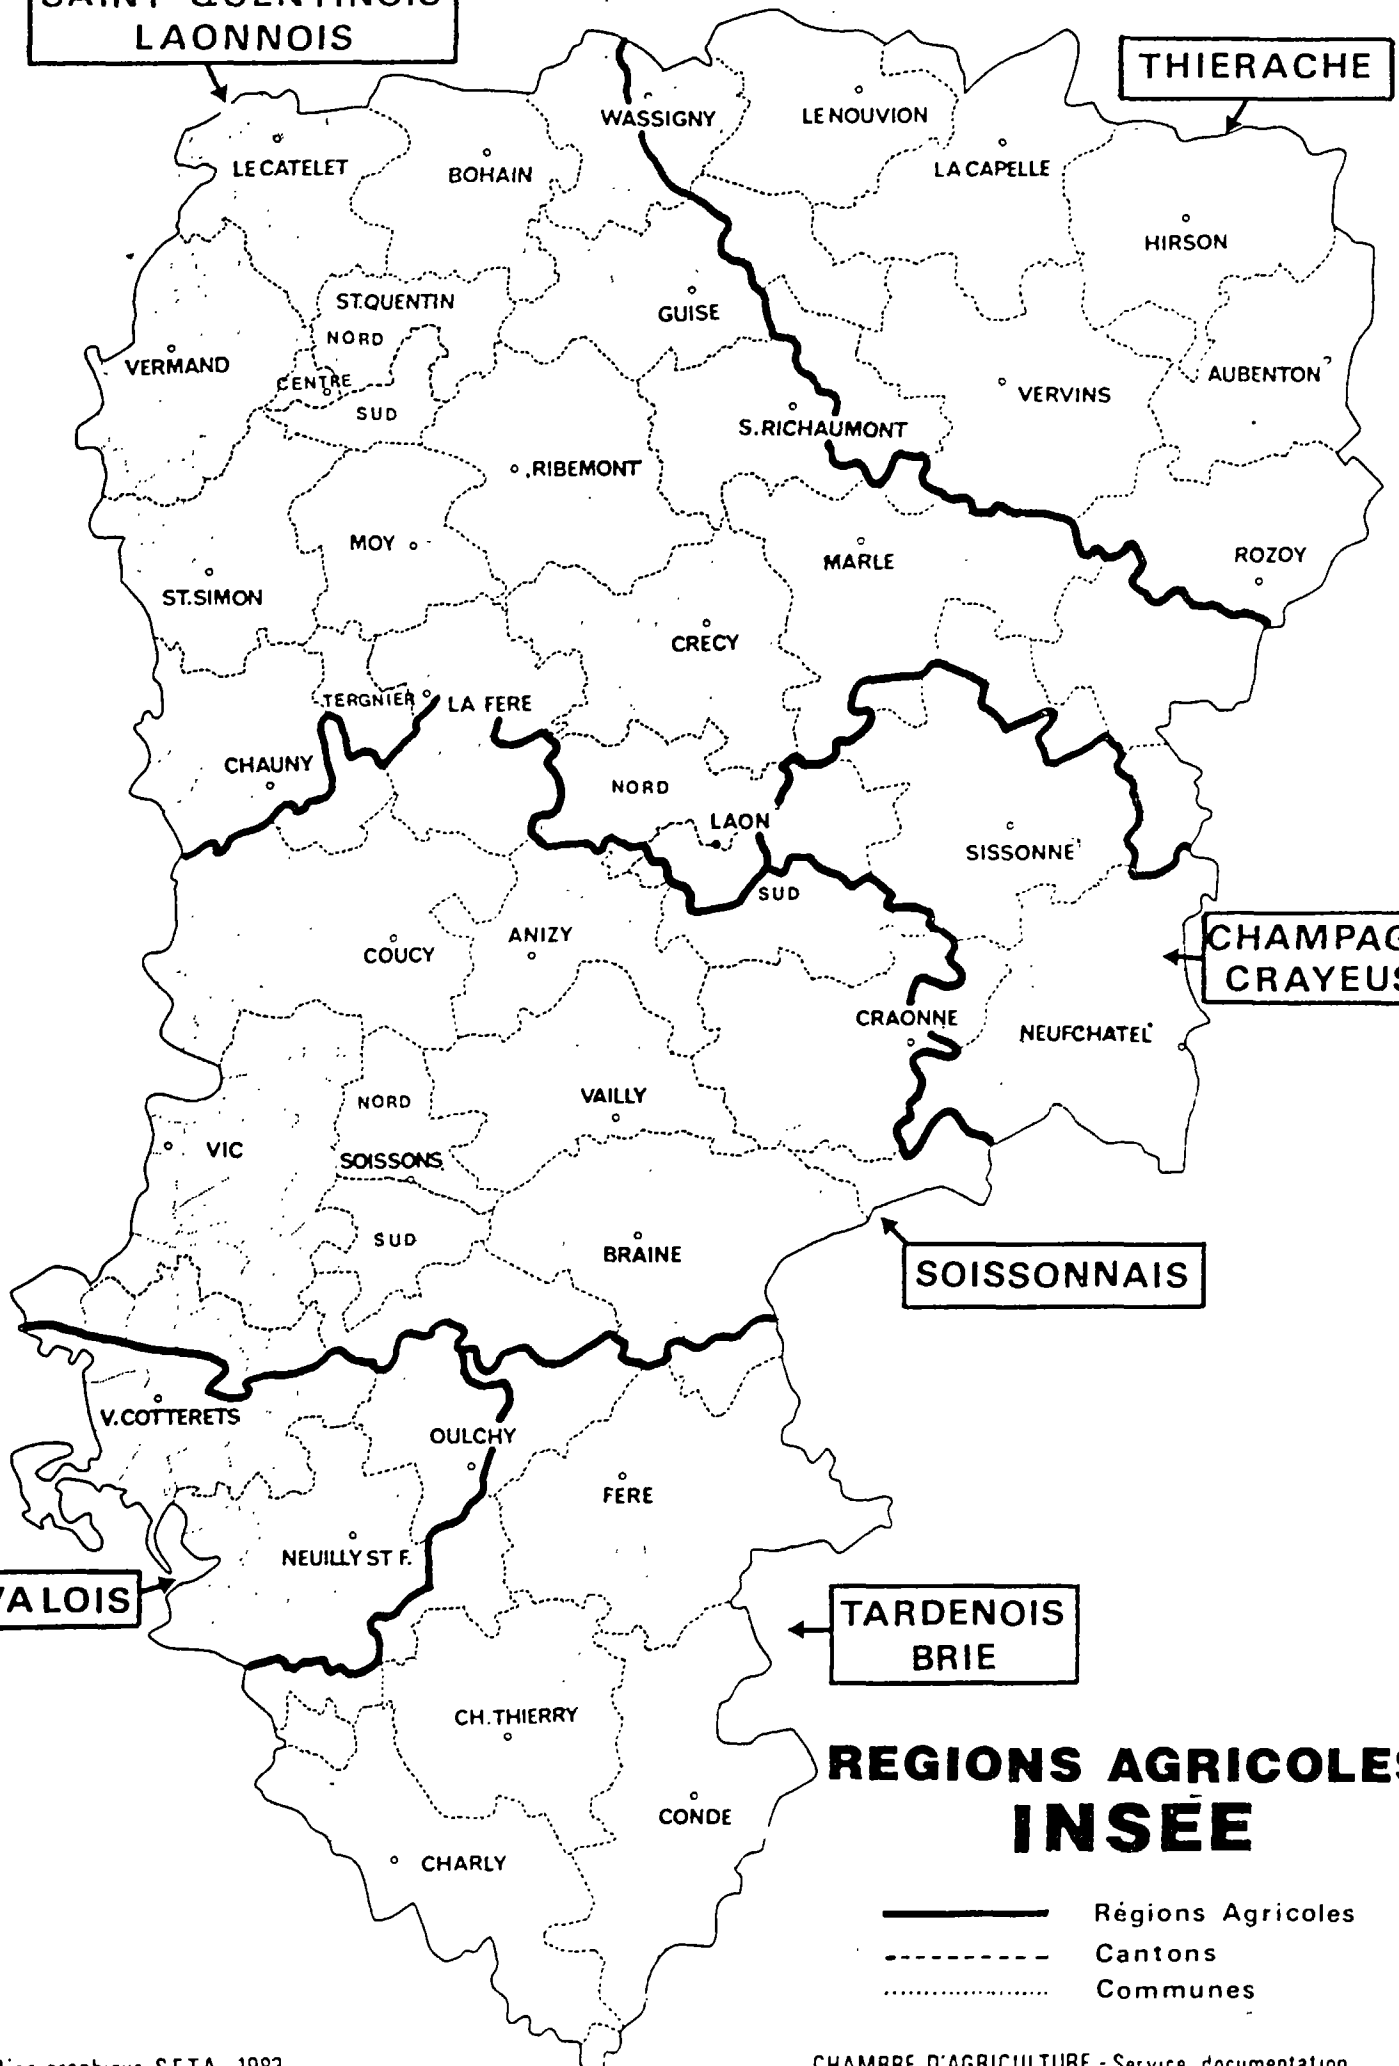 SAINT QUENTINOIS
LAONNOIS
THIERACHE
WASSIGNY
LE NOUVION
LE CATELET
BOHAIN
LA CAPELLE
HIRSON
ST.QUENTIN
GUISE
NORD
VERMAND
CENTRE
AUBENTON
VERVINS
SUD
S.RICHAUMONT
RIBEMONT
MOY
MARLE
ROZOY
ST.SIMON
CRECY
TERGNIER
LA FERE
CHAUNY
NORD
LAON
SISSONNE
SUD
COUCY
ANIZY
CHAMPAG
CRAYEUS
CRAONNE
NEUFCHATEL
NORD
VAILLY
VIC
SOISSONS
SUD
BRAINE
SOISSONNAIS
V.COTTERETS
OULCHY
FERE
NEUILLY ST F.
VALOIS
TARDENOIS
BRIE
CH.THIERRY
REGIONS AGRICOLES
INSEE
CONDE
CHARLY
Régions Agricoles
Cantons
Communes
graphique S.E.T.A. 1982
CHAMBRE D'AGRICULTURE - Service documentation